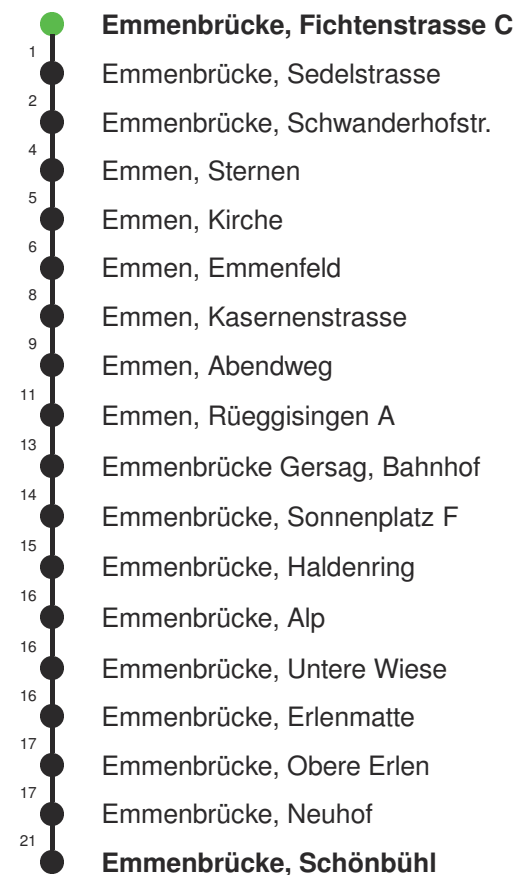 Emmenbrücke, Fichtenstrasse C
1
Emmenbrücke, Sedelstrasse
2
Emmenbrücke, Schwanderhofstr.
4
Emmen, Sternen
5
Emmen, Kirche
6
Emmen, Emmenfeld
8
Emmen, Kasernenstrasse
9
Emmen, Abendweg
11
Emmen, Rüeggisingen A
13
Emmenbrücke Gersag, Bahnhof
14
Emmenbrücke, Sonnenplatz F
15
Emmenbrücke, Haldenring
16
Emmenbrücke, Alp
16
Emmenbrücke, Untere Wiese
16
Emmenbrücke, Erlenmatte
17
Emmenbrücke, Obere Erlen
17
Emmenbrücke, Neuhof
21
Emmenbrücke, Schönbühl